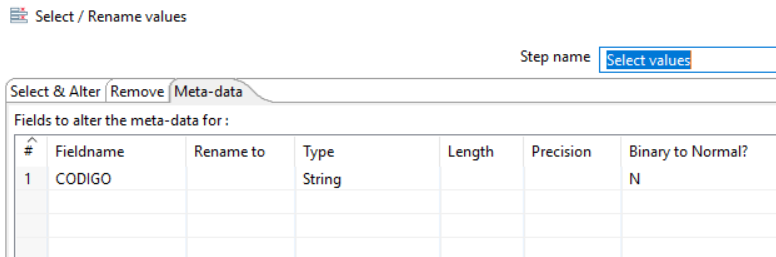 Select / Rename values
Step name Select values
Select & Alter Remove Meta-data
Fields to alter the meta-data for :
# Fieldname Rename to Type Length Precision Binary to Normal?
1 CODIGO String N